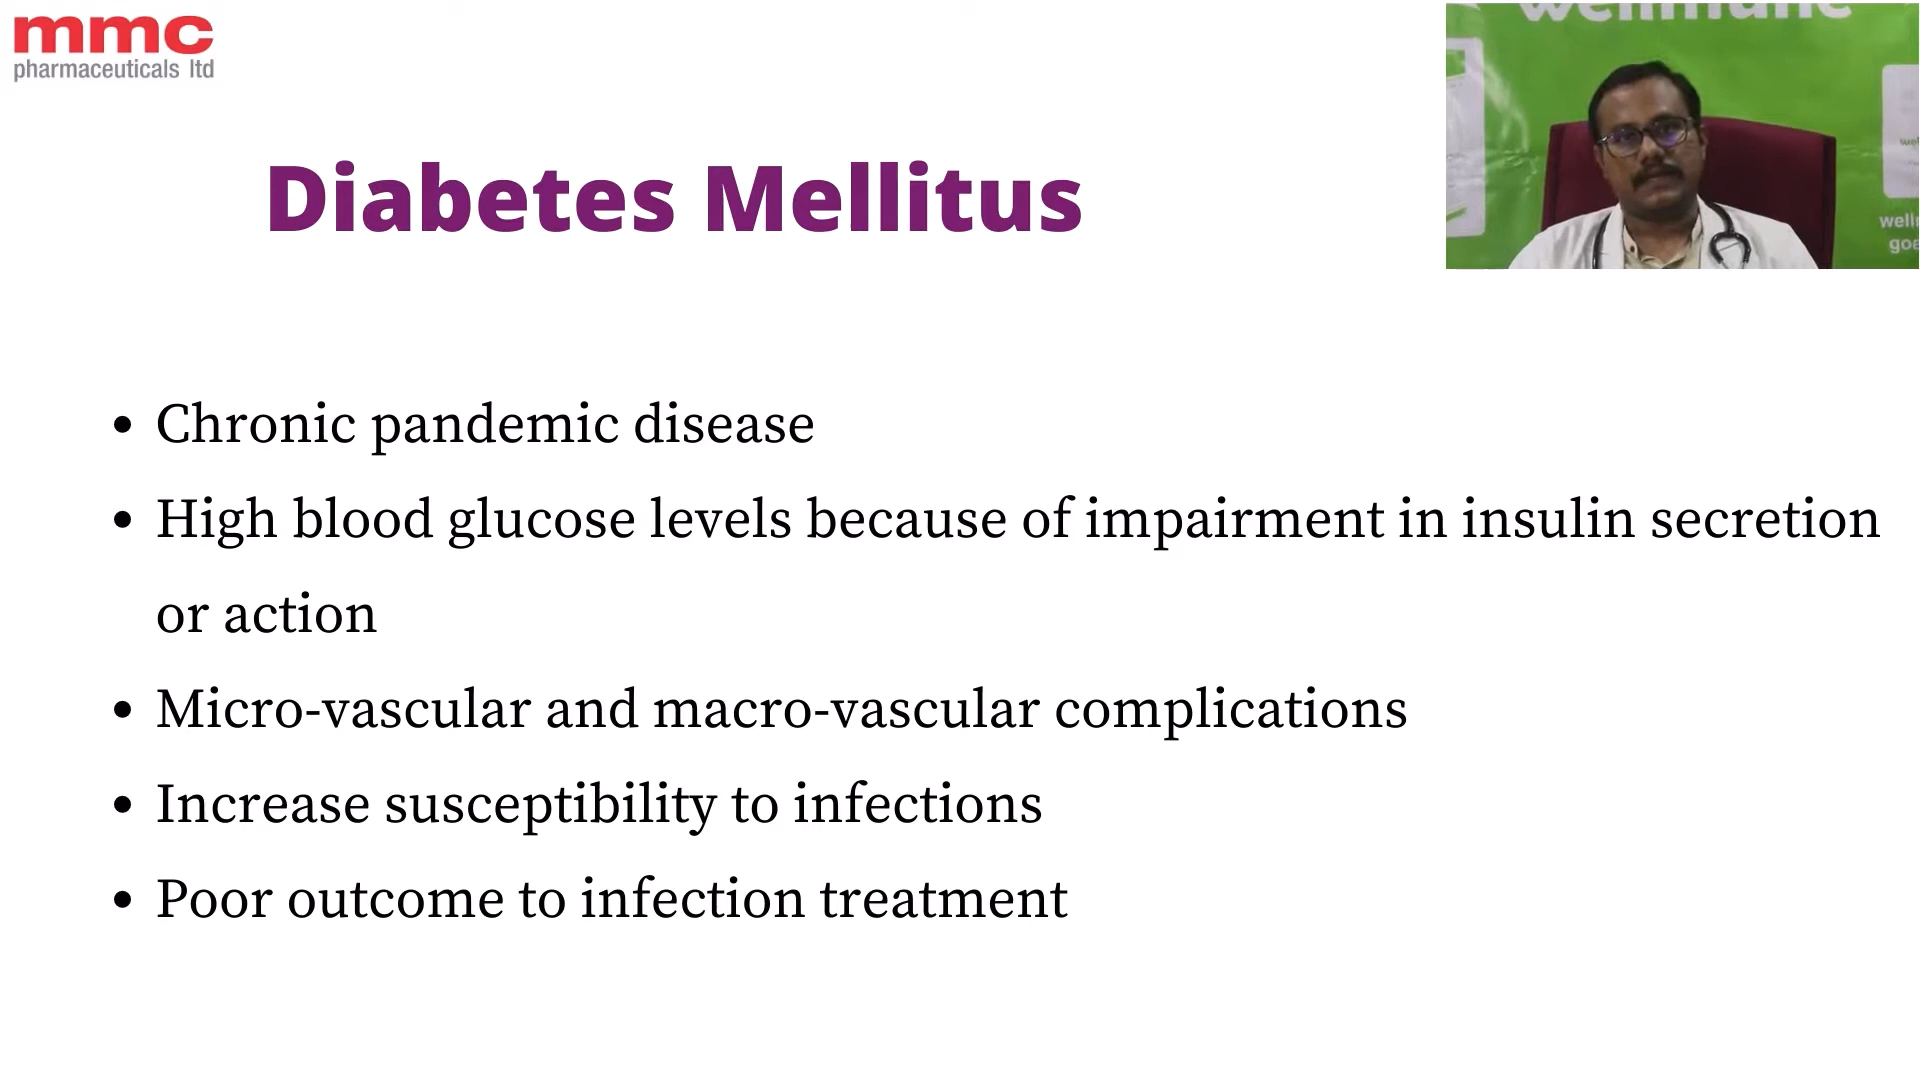 mmc
pharmaceuticals ltd
Diabetes Mellitus
• Chronic pandemic disease
• High blood glucose levels because of impairment in insulin secretion
or action
• Micro-vascular and macro-vascular complications
• Increase susceptibility to infections
• Poor outcome to infection treatment